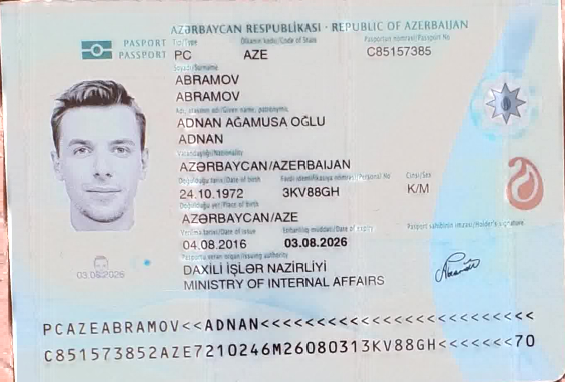 AZƏRBAYCAN RESPUBLİKASI - REPUBLIC OF AZERBAIJAN
PASPORT Tip/Type Ölkənin kodu/Code of State Pasportun nömrəsi/Passport No
PASSPORT PC AZE C85157385
Soyadı/Surname
ABRAMOV
ABRAMOV
Adı, atasının adı/Given name, patronymic
ADNAN AĞAMUSA OĞLU
ADNAN
Vətəndaşlığı/Nationality
AZƏRBAYCAN/AZERBAIJAN
Doğulduğu tarix/Date of birth Fərdi identifikasiya nömrəsi/Personal No Cinsi/Sex
24.10.1972 3KV88GH K/M
Doğulduğu yer/Place of birth
AZƏRBAYCAN/AZE
Verilmə tarixi/Date of issue Etibarlılıq müddəti/Date of expiry Pasport sahibinin imzası/Holder's signature
04.08.2016 03.08.2026
Pasportu verən orqan/Issuing authority
DAXİLİ İŞLƏR NAZİRLİYİ
MINISTRY OF INTERNAL AFFAIRS
03.08.2026
PCAZEABRAMOV<<ADNAN<<<<<<<<<<<<<<<<<<<<<<<<<
C851573852AZE7210246M26080313KV88GH<<<<<<<70